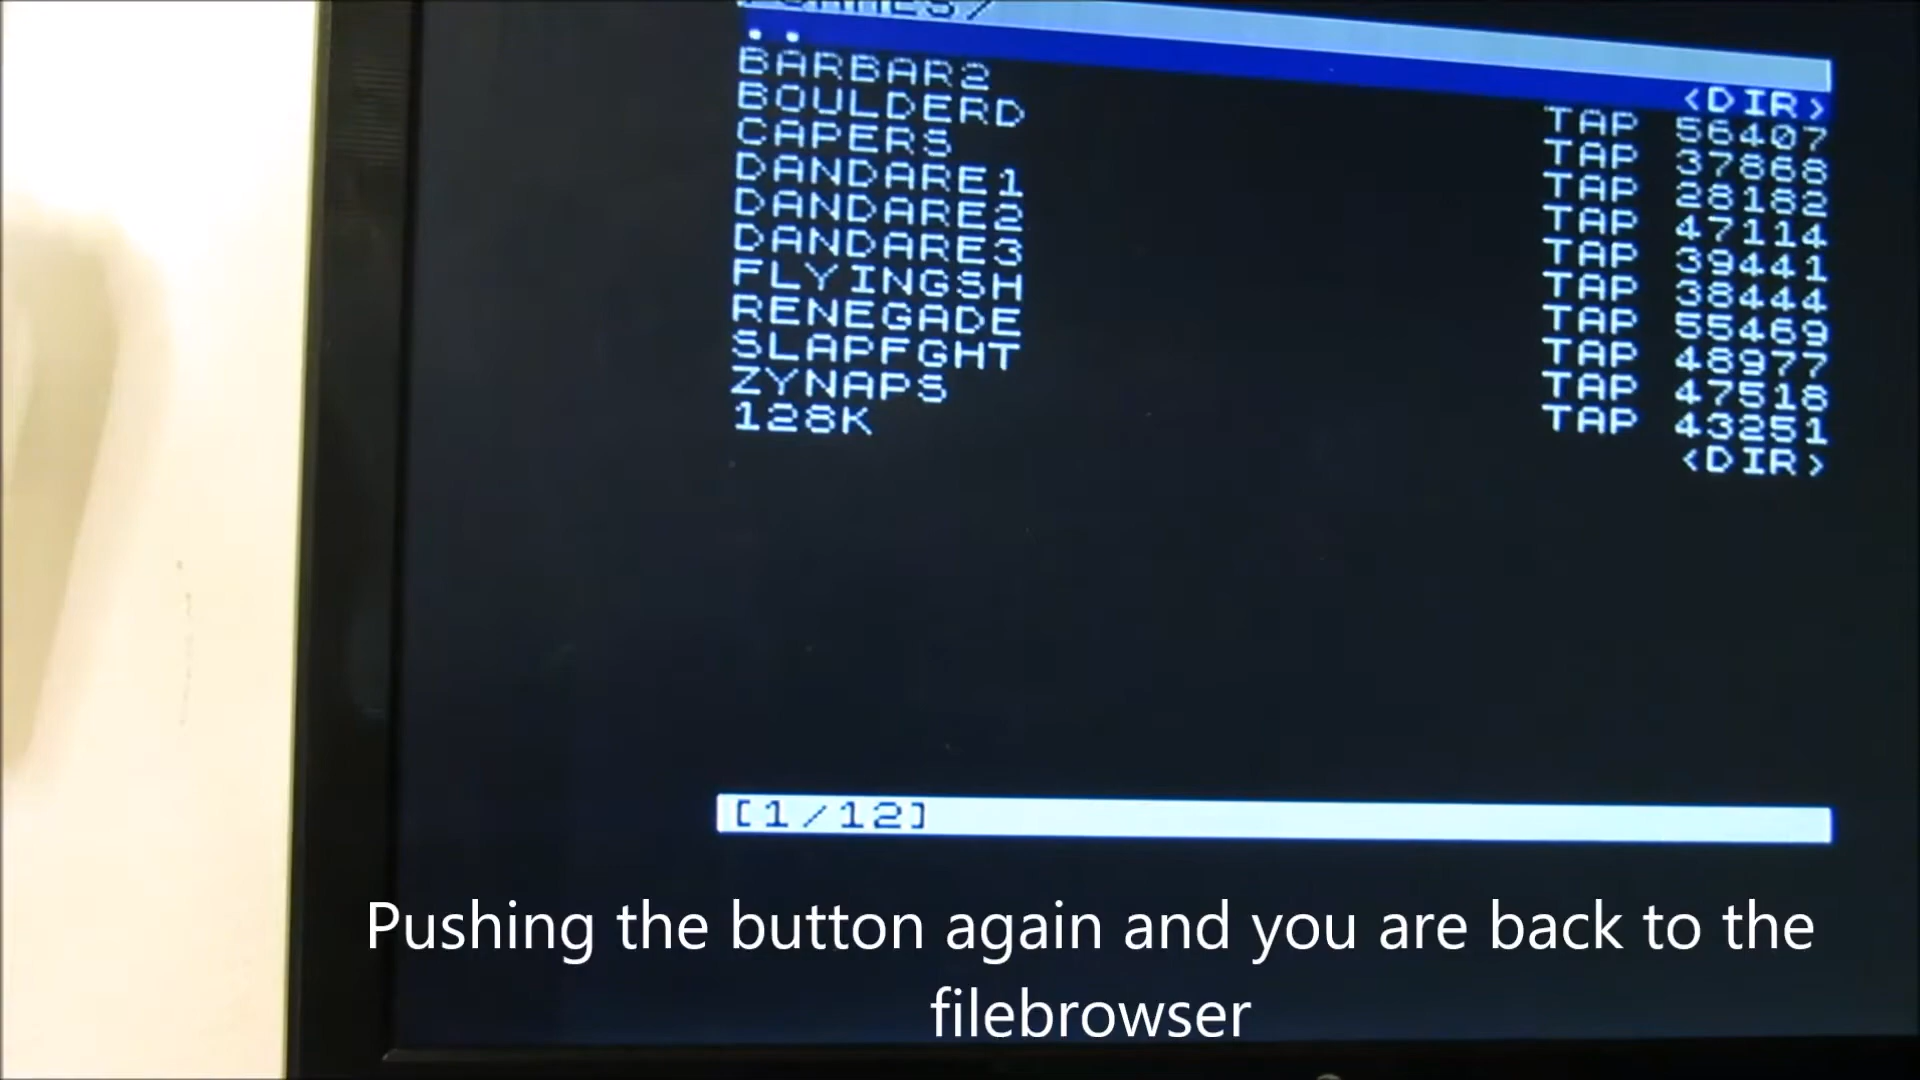 ..  <DIR>
BARBAR2  TAP 56407
BOULDERD  TAP 37868
CAPERS  TAP 28182
DANDARE1  TAP 47114
DANDARE2  TAP 39441
DANDARE3  TAP 38444
FLYINGSH  TAP 55469
RENEGADE  TAP 48977
SLAPFGHT  TAP 47518
ZYNAPS  TAP 43251
128K  <DIR>
[1/12]
Pushing the button again and you are back to the
filebrowser